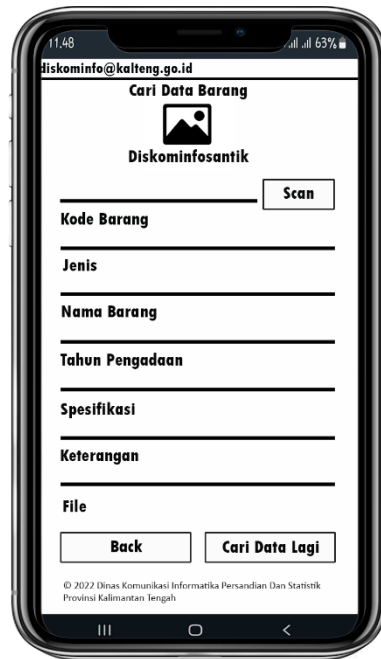 11.48
63%
diskominfo@kalteng.go.id
Cari Data Barang
Diskominfosantik
Scan
Kode Barang
Jenis
Nama Barang
Tahun Pengadaan
Spesifikasi
Keterangan
File
Back
Cari Data Lagi
© 2022 Dinas Komunikasi Informatika Persandian Dan Statistik
Provinsi Kalimantan Tengah